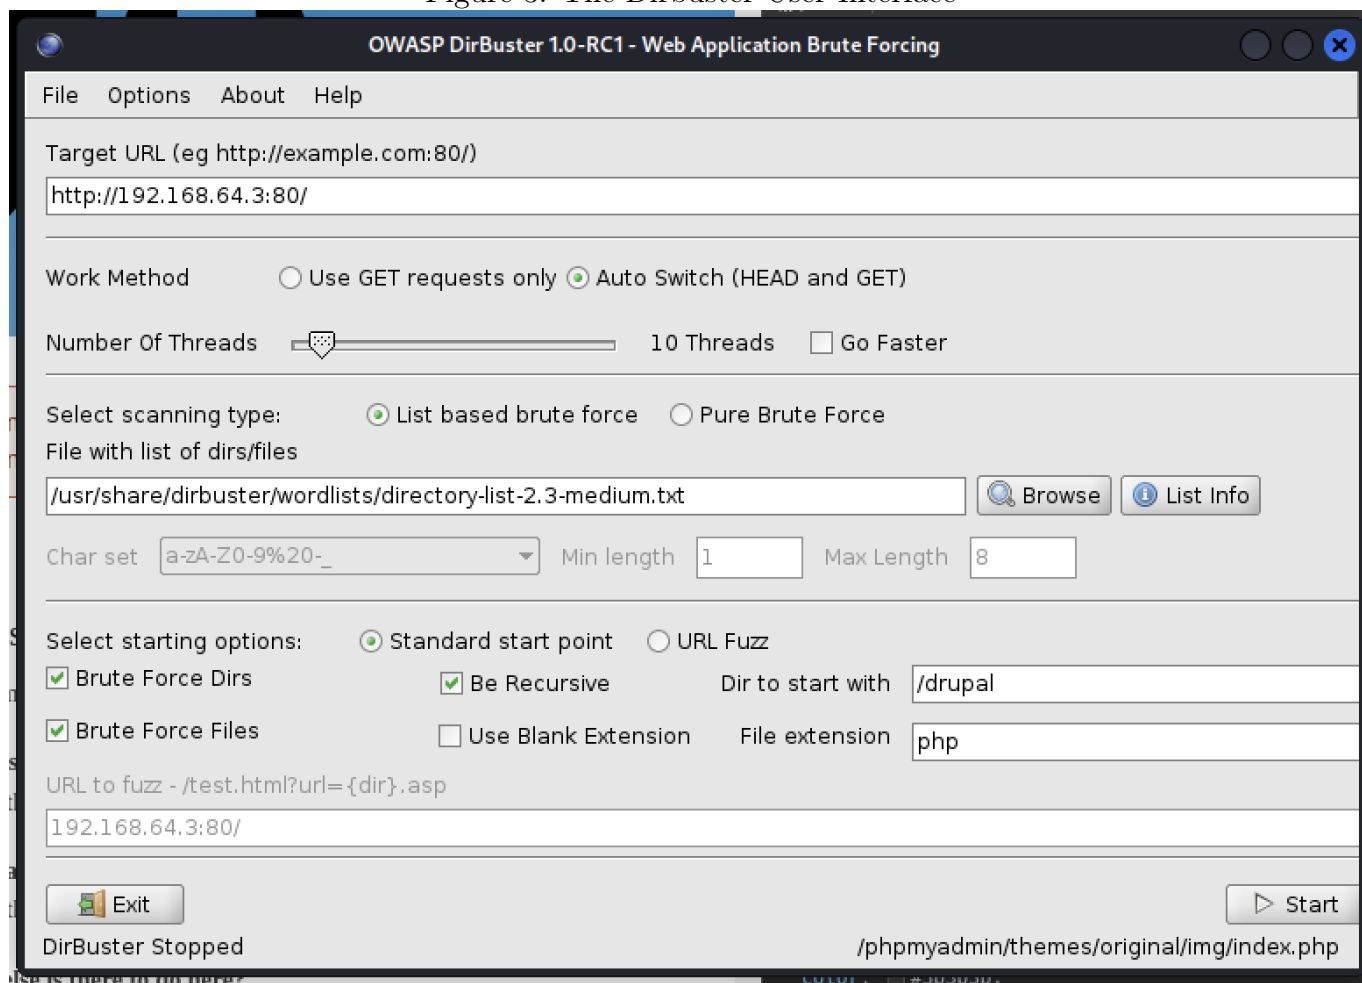 Figure 3: The Dirbuster User Interface
OWASP DirBuster 1.0-RC1 - Web Application Brute Forcing
File Options About Help
Target URL (eg http://example.com:80/)
http://192.168.64.3:80/
Work Method Use GET requests only Auto Switch (HEAD and GET)
Number Of Threads 10 Threads Go Faster
Select scanning type: List based brute force Pure Brute Force
File with list of dirs/files
/usr/share/dirbuster/wordlists/directory-list-2.3-medium.txt Browse List Info
Char set a-zA-Z0-9%20-_ Min length 1 Max Length 8
Select starting options: Standard start point URL Fuzz
Brute Force Dirs Be Recursive Dir to start with /drupal
Brute Force Files Use Blank Extension File extension php
URL to fuzz - /test.html?url={dir}.asp
192.168.64.3:80/
Exit Start
DirBuster Stopped /phpmyadmin/themes/original/img/index.php